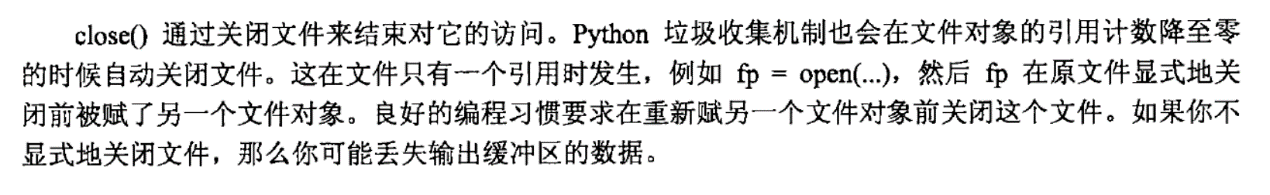 close() 通过关闭文件来结束对它的访问。Python 垃圾收集机制也会在文件对象的引用计数降至零
的时候自动关闭文件。这在文件只有一个引用时发生，例如 fp = open(...)，然后 fp 在原文件显式地关
闭前被赋了另一个文件对象。良好的编程习惯要求在重新赋另一个文件对象前关闭这个文件。如果你不
显式地关闭文件，那么你可能丢失输出缓冲区的数据。